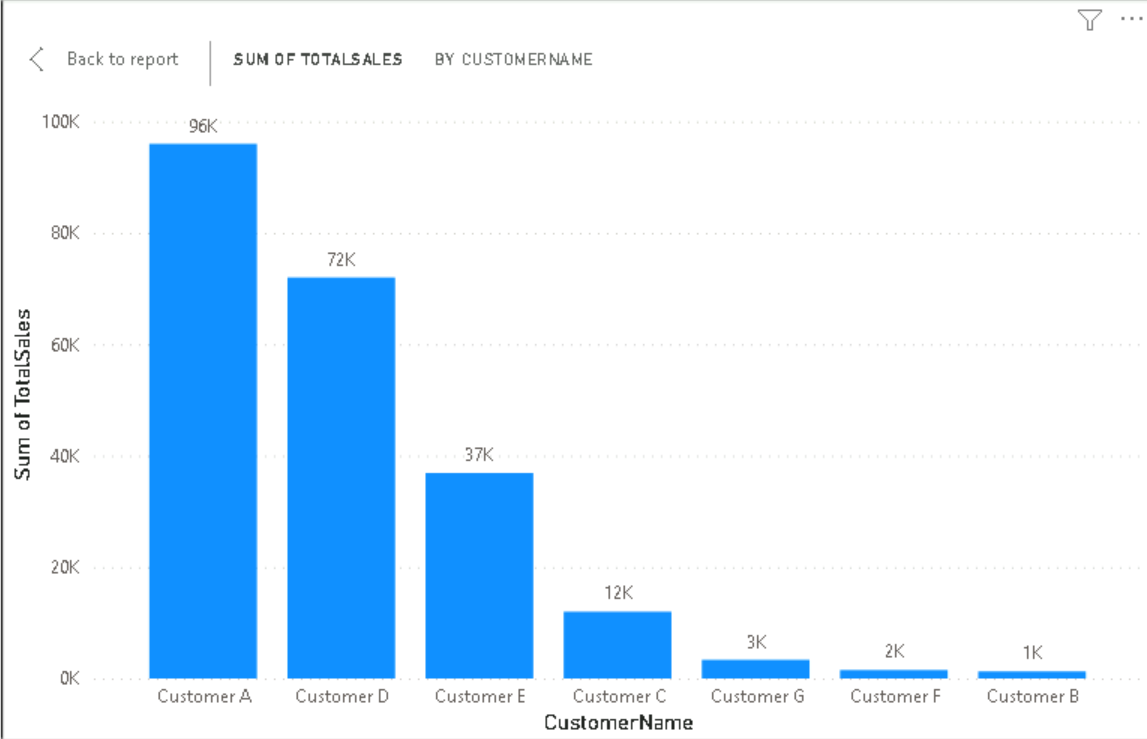 Back to report SUM OF TOTALSALES BY CUSTOMERNAME
100K
96K
80K
72K
60K
40K
37K
20K
12K
3K
2K
1K
0K
Sum of TotalSales
Customer A Customer D Customer E Customer C Customer G Customer F Customer B
CustomerName